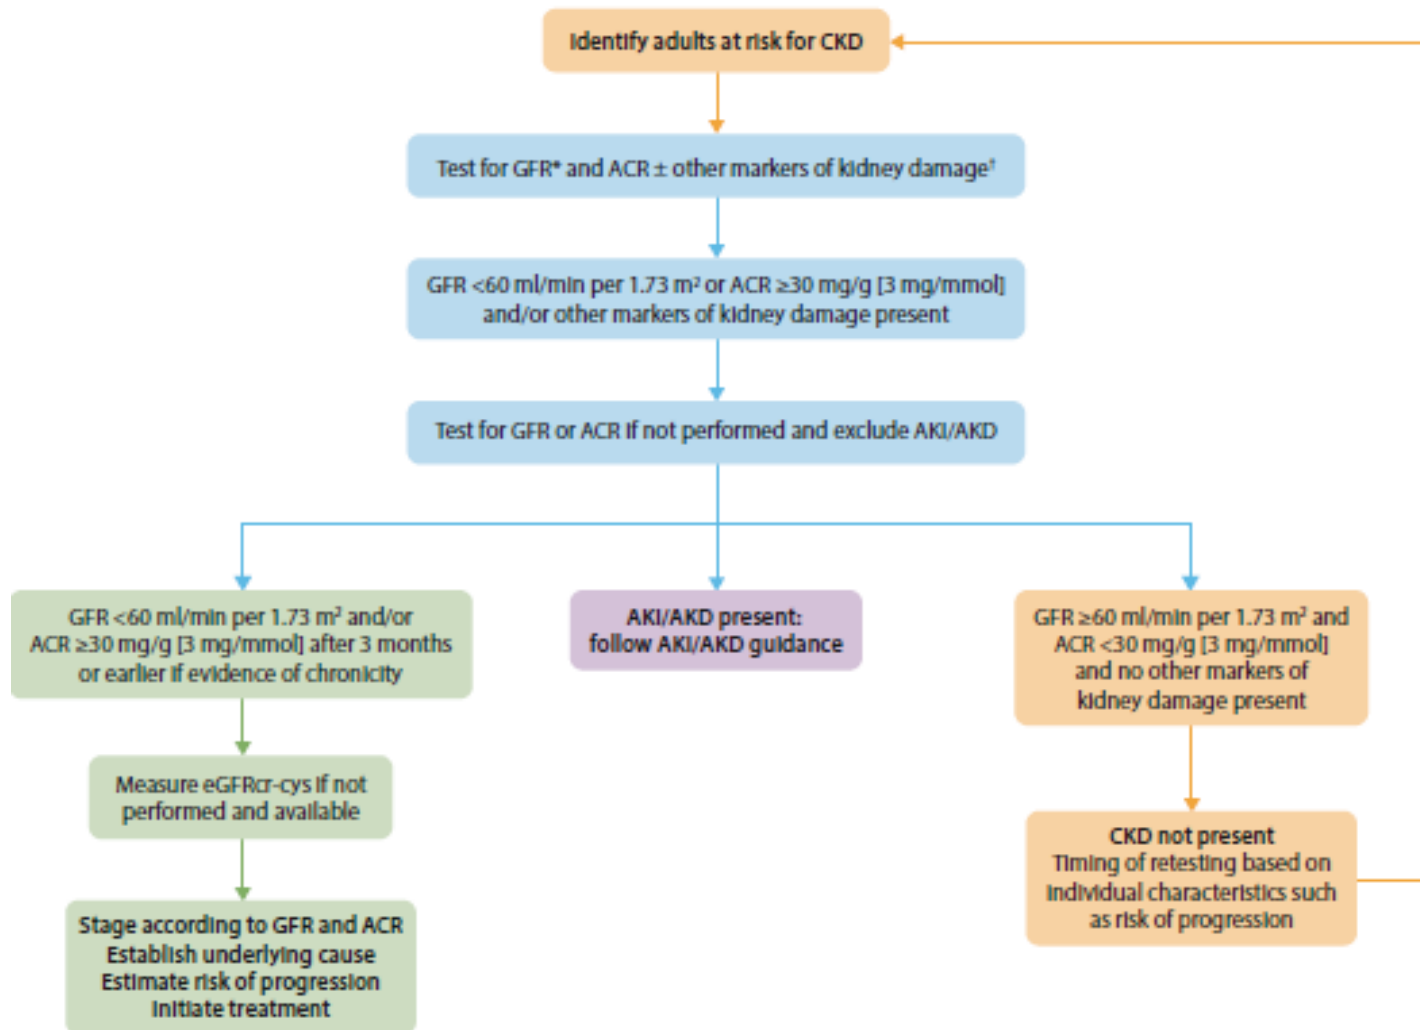 Identify adults at risk for CKD
Test for GFR* and ACR ± other markers of kidney damage†
GFR <60 ml/min per 1.73 m² or ACR ≥30 mg/g [3 mg/mmol]
and/or other markers of kidney damage present
Test for GFR or ACR if not performed and exclude AKI/AKD
GFR <60 ml/min per 1.73 m² and/or
ACR ≥30 mg/g [3 mg/mmol] after 3 months
or earlier if evidence of chronicity
AKI/AKD present:
follow AKI/AKD guidance
GFR ≥60 ml/min per 1.73 m² and
ACR <30 mg/g [3 mg/mmol]
and no other markers of
kidney damage present
Measure eGFRcr-cys if not
performed and available
CKD not present
Timing of retesting based on
individual characteristics such
as risk of progression
Stage according to GFR and ACR
Establish underlying cause
Estimate risk of progression
Initiate treatment